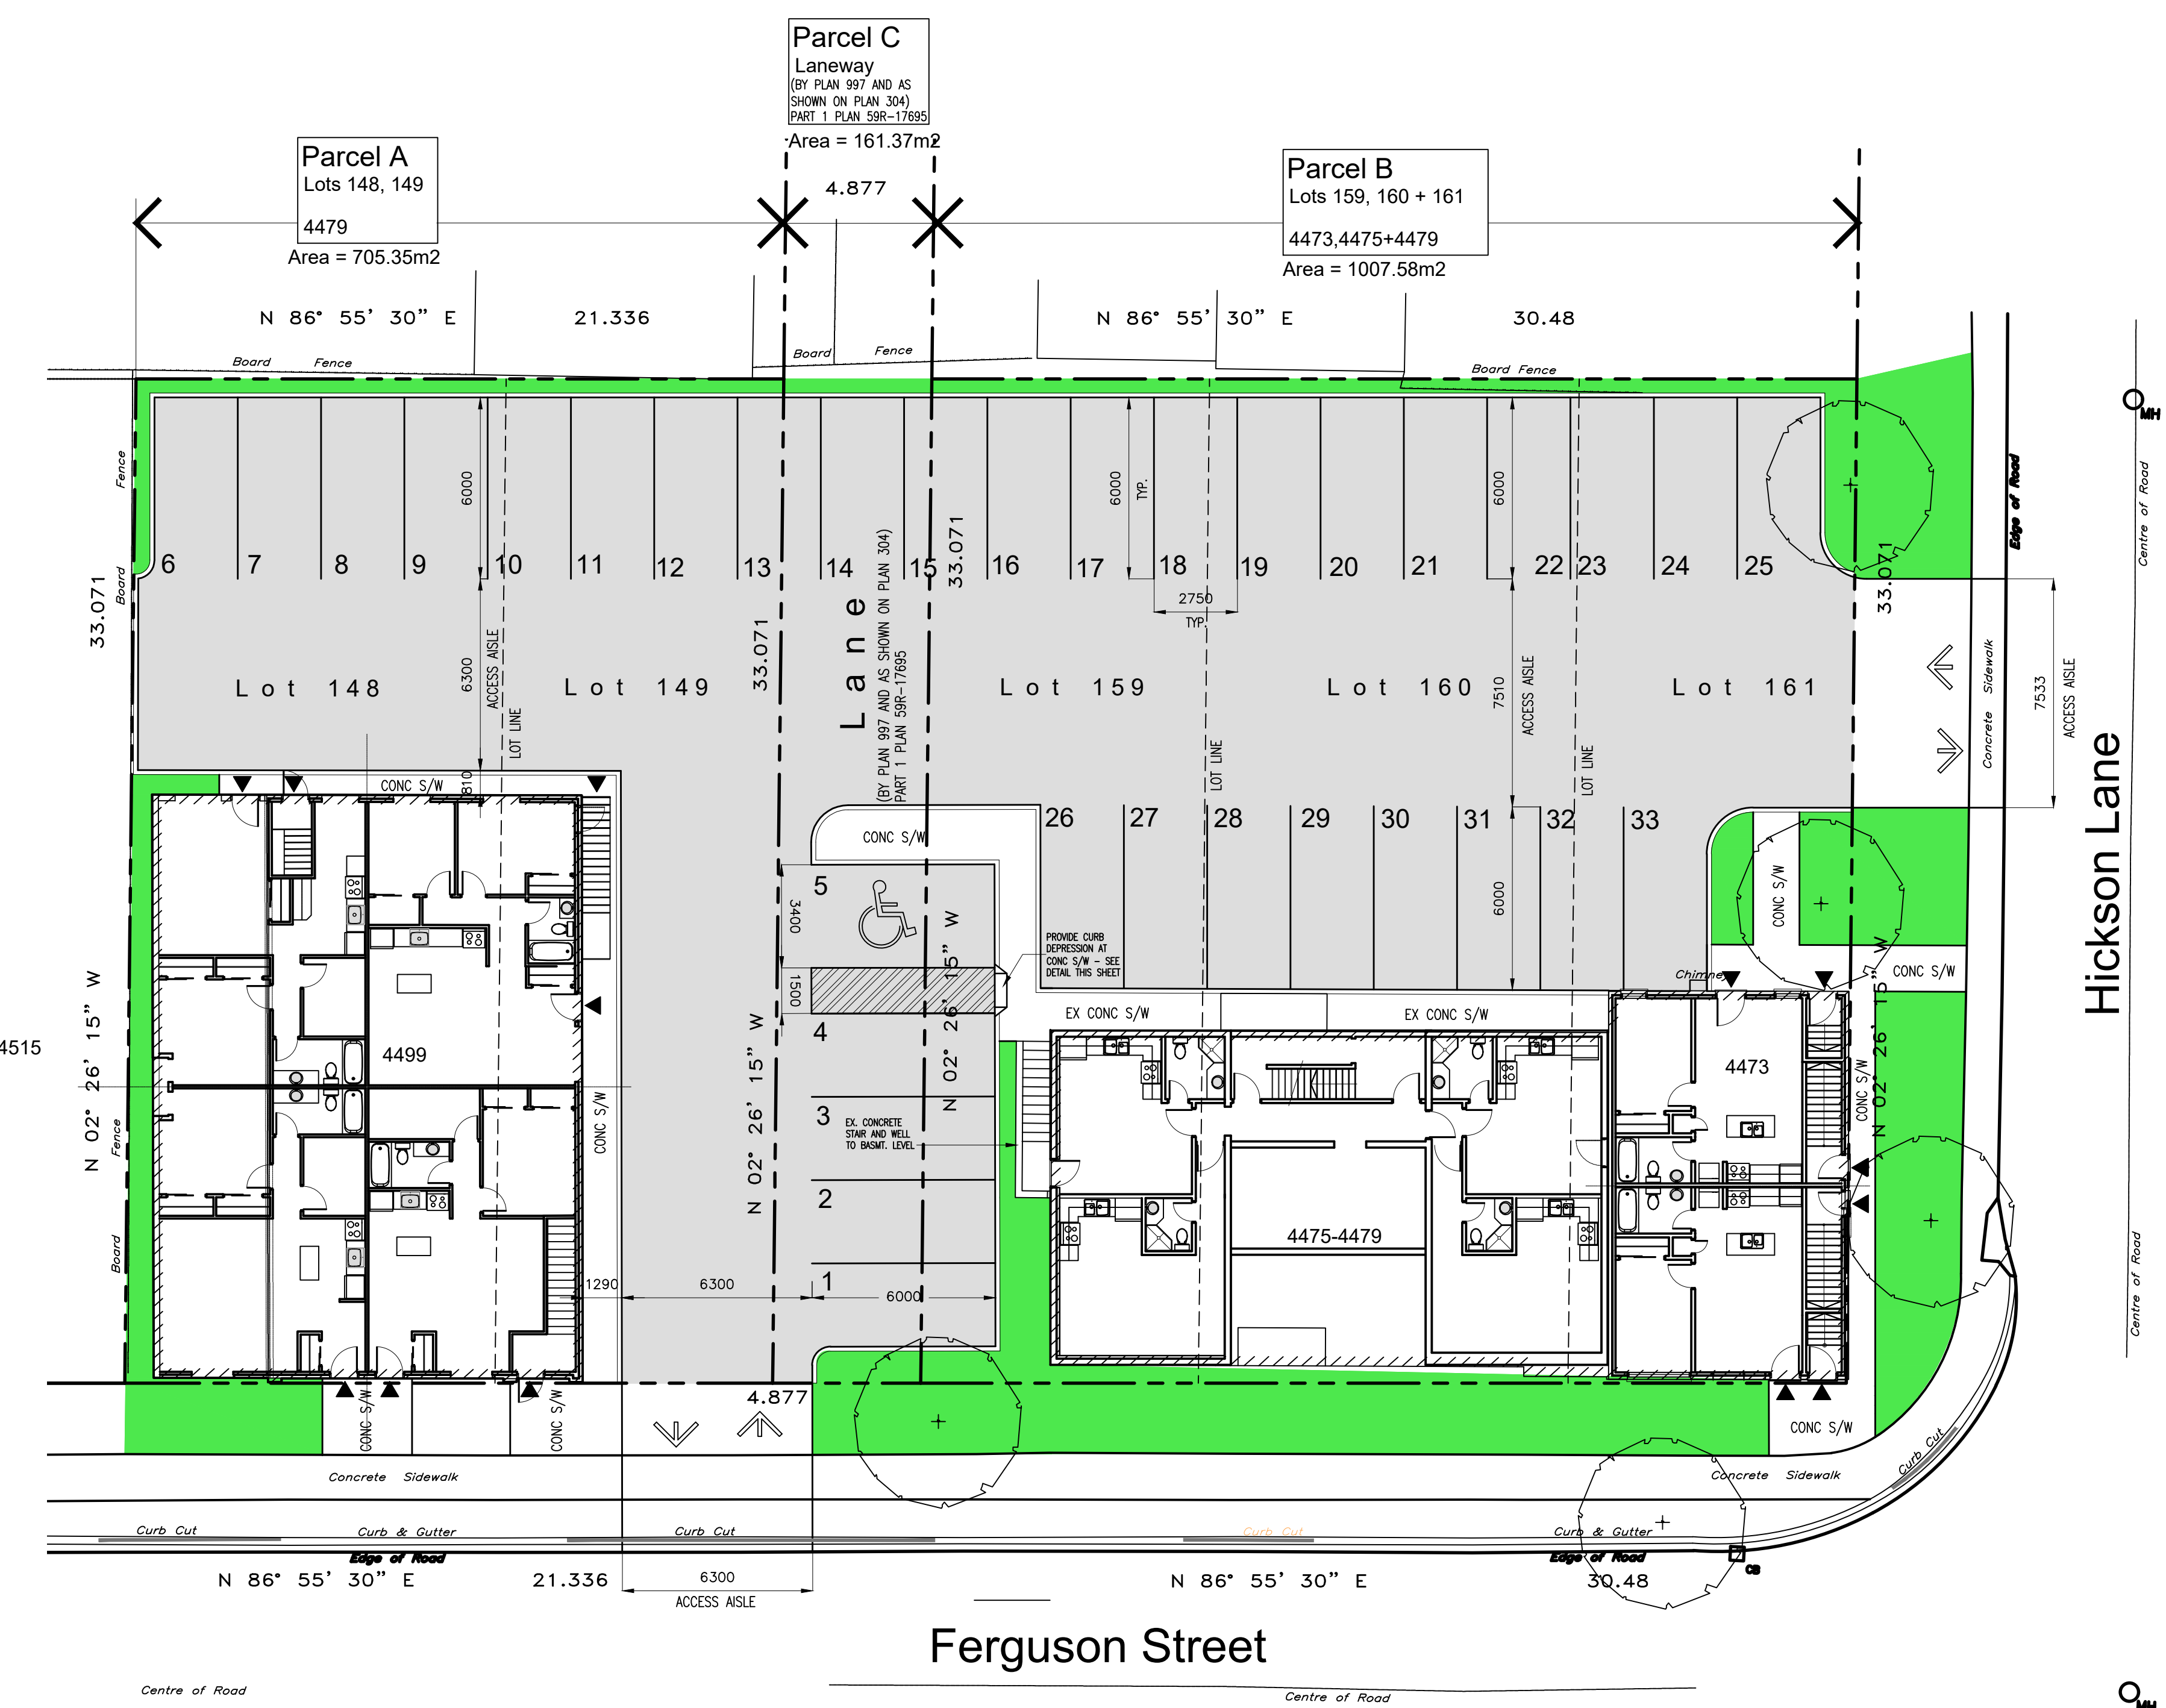 Parcel C
Laneway
(BY PLAN 997 AND AS
SHOWN ON PLAN 304)
PART 1 PLAN 59R-17695
Area = 161.37m2
Parcel A
Lots 148, 149
4479
Area = 705.35m2
4.877
Parcel B
Lots 159, 160 + 161
4473,4475+4479
Area = 1007.58m2
N 86° 55' 30" E
21.336
N 86° 55' 30" E
30.48
Board Fence
Board Fence
Board Fence
MH
Board Fence
33.071
6000
6000
TYP.
6000
33.071
33.071
33.071
Edge of Road
Centre of Road
6
7
8
9
10
11
12
13
14
15
16
17
18
19
20
21
22
23
24
25
2750
TYP.
6300
ACCESS AISLE
LOT LINE
Lane
(BY PLAN 997 AND AS SHOWN ON PLAN 304)
PART 1 PLAN 59R-17695
7510
ACCESS AISLE
LOT LINE
LOT LINE
7533
ACCESS AISLE
Concrete Sidewalk
Lot 148
Lot 149
Lot 159
Lot 160
Lot 161
Hickson Lane
CONC S/W
810
CONC S/W
26
27
28
29
30
31
32
33
6000
CONC S/W
5
3400
1500
PROVIDE CURB
DEPRESSION AT
CONC S/W - SEE
DETAIL THIS SHEET
Chimney
CONC S/W
EX CONC S/W
EX CONC S/W
4515
4499
4
3
2
1
EX. CONCRETE
STAIR AND WELL
TO BASMT. LEVEL
4473
4475-4479
CONC S/W
CONC S/W
N 02° 26' 15" W
N 02° 26' 15" W
N 02° 26' 15" W
N 02° 26' 15" W
Board Fence
1290
6300
6000
4.877
CONC S/W
CONC S/W
CONC S/W
Centre of Road
Concrete Sidewalk
Concrete Sidewalk
Curb Cut
Curb Cut
Curb & Gutter
Curb Cut
Curb Cut
Curb & Gutter
Edge of Road
Edge of Road
CB
N 86° 55' 30" E
21.336
6300
ACCESS AISLE
N 86° 55' 30" E
30.48
Ferguson Street
Centre of Road
Centre of Road
MH